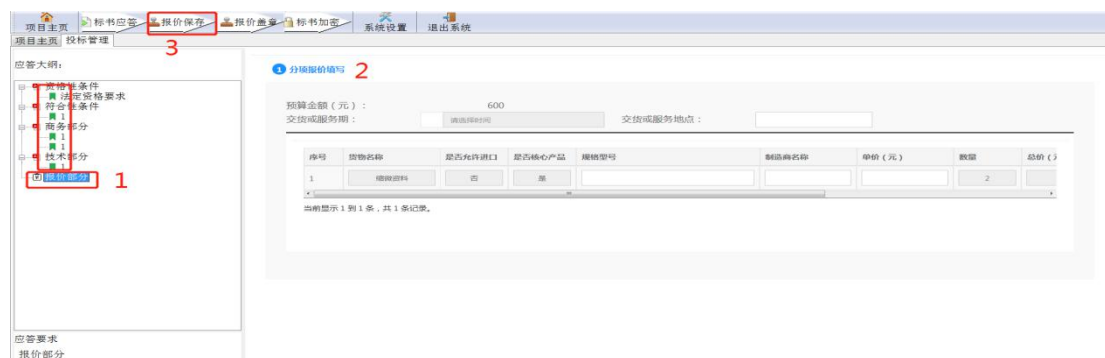 项目主页 标书应答 报价保存 报价盖章 标书加密 系统设置 退出系统
3
项目主页 投标管理
应答大纲：
1 分项报价填写 2
资格性条件
法定资格要求
符合性条件
1
商务部分
1
1
技术部分
1
报价部分 1
预算金额（元）： 600
交货或服务期： 请选择时间 交货或服务地点：
序号 货物名称 是否允许进口 是否核心产品 规格型号 制造商名称 单价（元） 数量 总价（
1 缩微资料 否 是 2
当前显示 1 到 1 条，共 1 条记录。
应答要求
报价部分